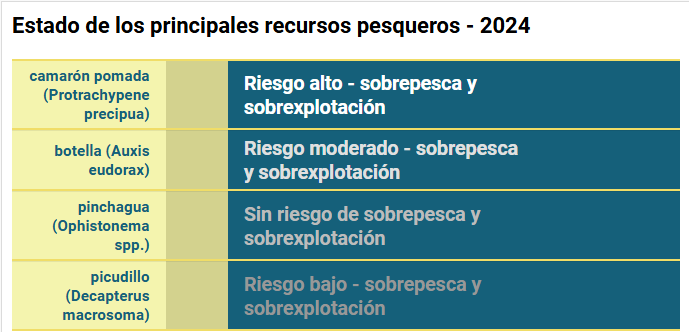 Estado de los principales recursos pesqueros - 2024
camarón pomada
(Protrachypene
precipua)
Riesgo alto - sobrepesca y
sobrexplotación
botella (Auxis
eudorax)
Riesgo moderado - sobrepesca
y sobrexplotación
pinchagua
(Ophistonema
spp.)
Sin riesgo de sobrepesca y
sobrexplotación
picudillo
(Decapterus
macrosoma)
Riesgo bajo - sobrepesca y
sobrexplotación